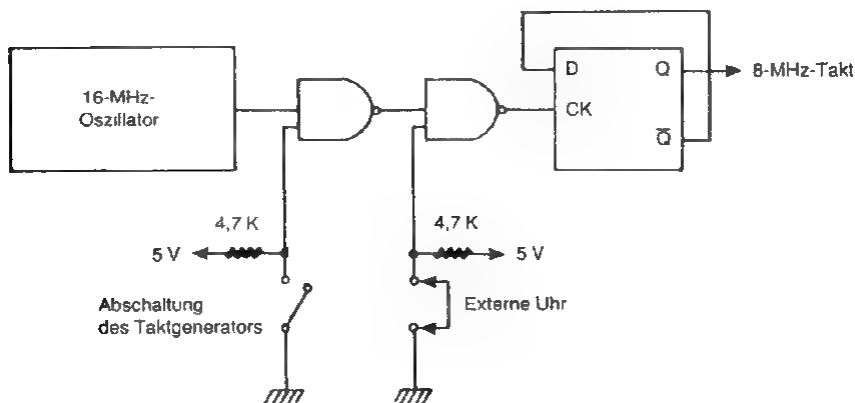 16-MHz-
Oszillator
D
Q
8-MHz-Takt
CK
Q̅
4,7 K
4,7 K
5 V
5 V
Abschaltung
des Taktgenerators
Externe Uhr